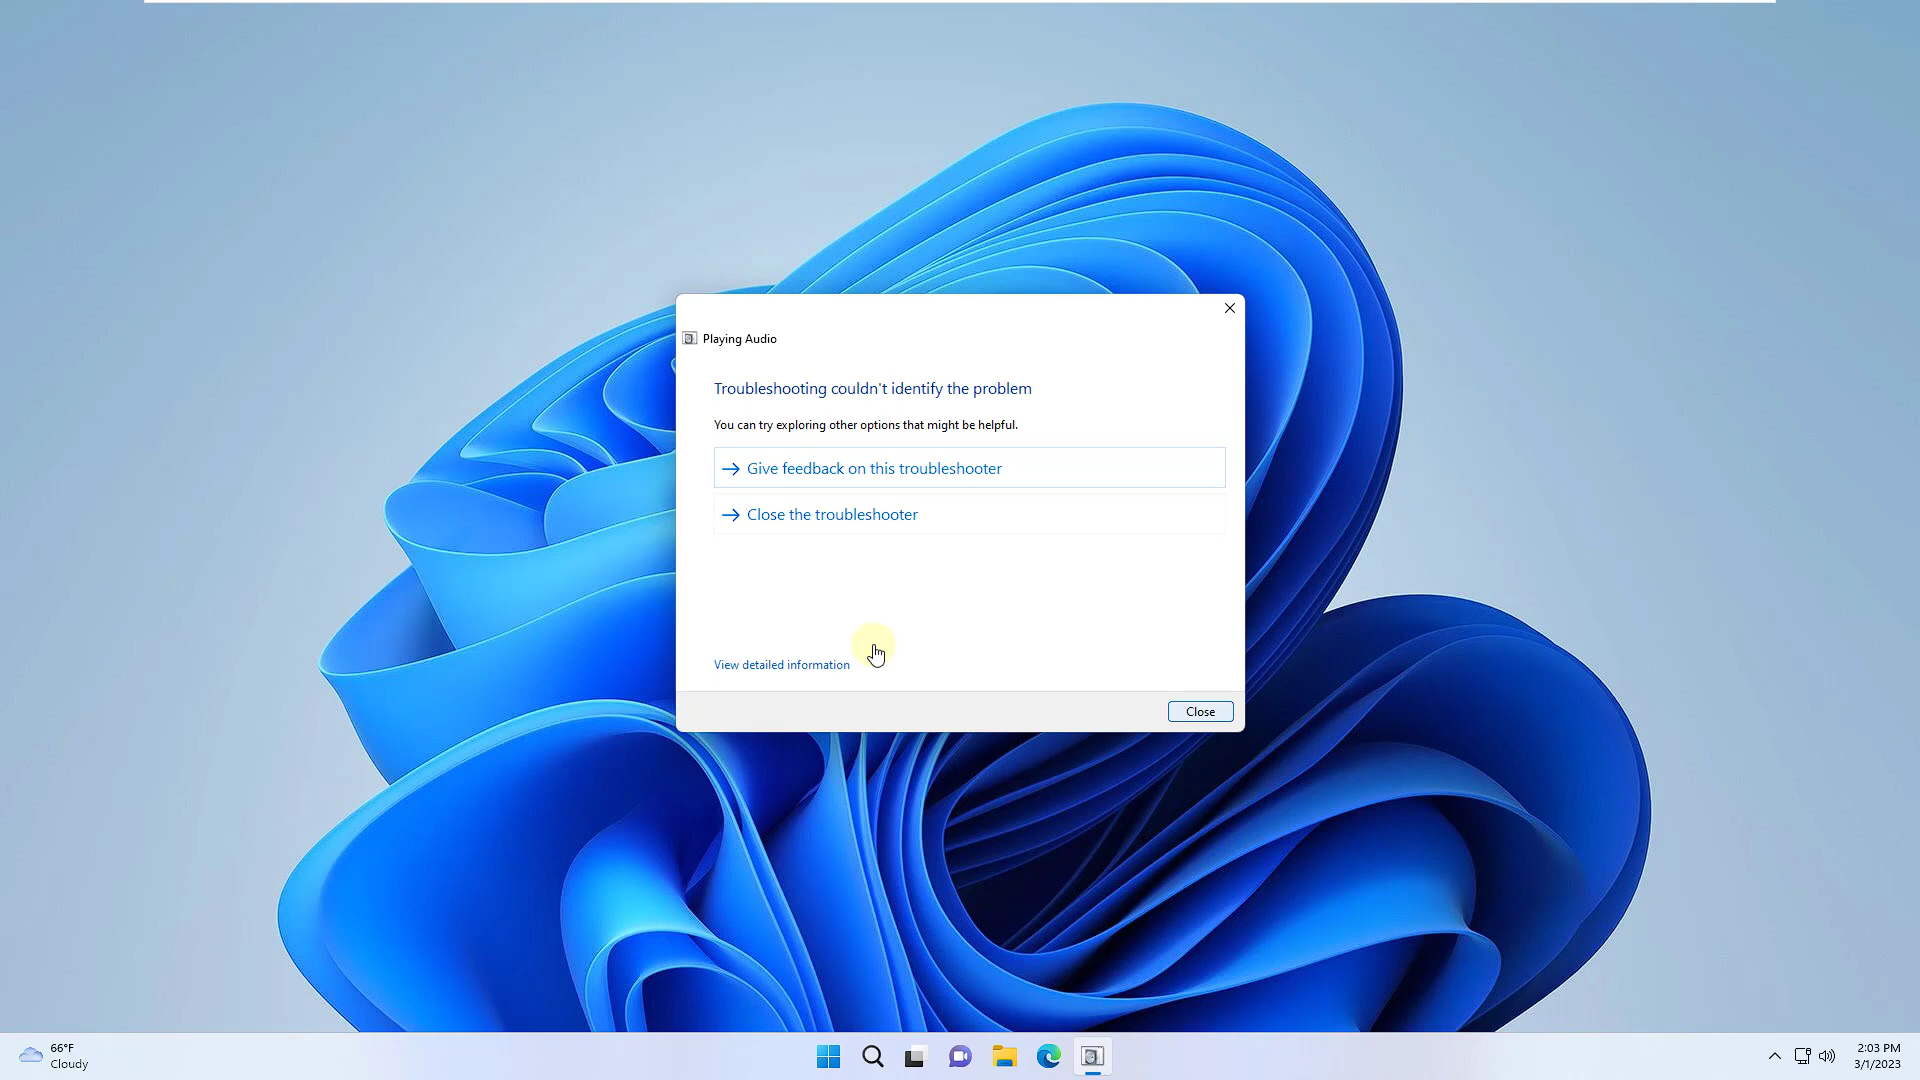 Playing Audio
Troubleshooting couldn't identify the problem
You can try exploring other options that might be helpful.
Give feedback on this troubleshooter
Close the troubleshooter
View detailed information
Close
66°F
Cloudy
2:03 PM
3/1/2023